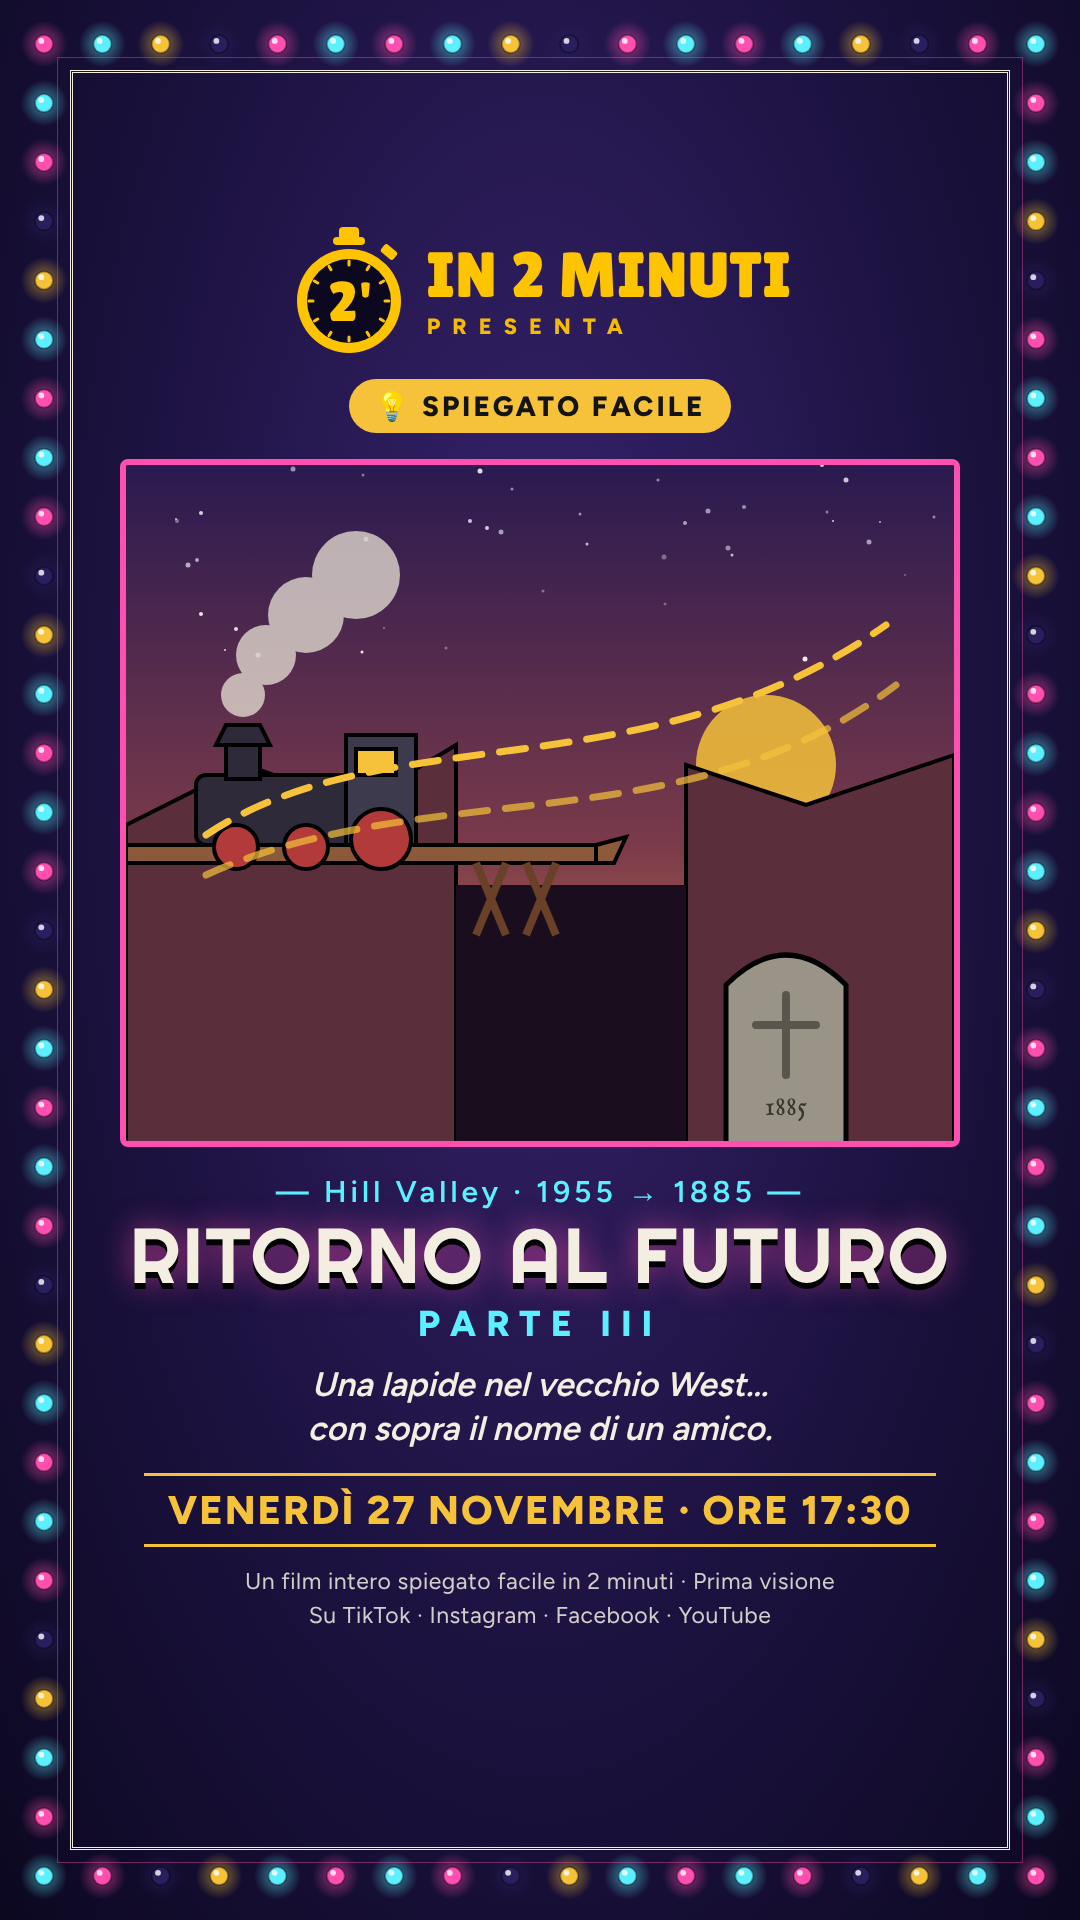 2'
IN 2 MINUTI
PRESENTA
💡 SPIEGATO FACILE
1885
— Hill Valley · 1955 → 1885 —
RITORNO AL FUTURO
PARTE III
Una lapide nel vecchio West...
con sopra il nome di un amico.
VENERDÌ 27 NOVEMBRE · ORE 17:30
Un film intero spiegato facile in 2 minuti · Prima visione
Su TikTok · Instagram · Facebook · YouTube